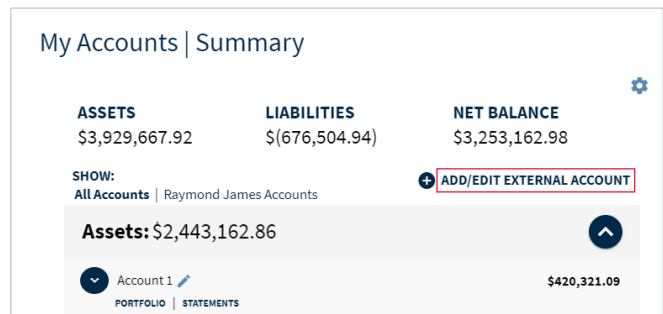 My Accounts | Summary
ASSETS LIABILITIES NET BALANCE
$3,929,667.92 $(676,504.94) $3,253,162.98
SHOW:
All Accounts | Raymond James Accounts
ADD/EDIT EXTERNAL ACCOUNT
Assets: $2,443,162.86
Account 1 $420,321.09
PORTFOLIO | STATEMENTS